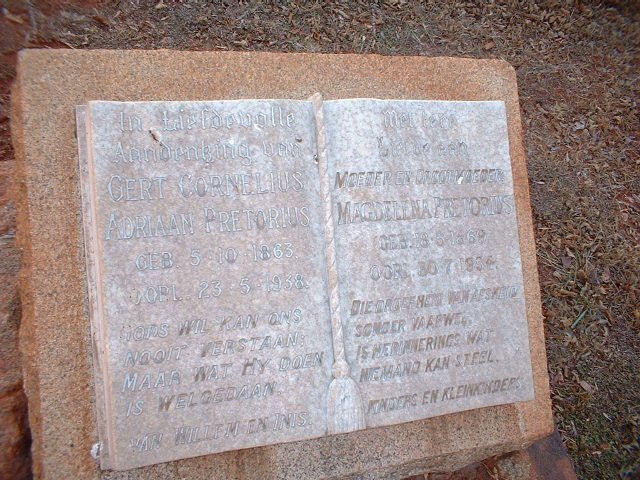 In Liefdevolle
Aandenking van
GERT CORNELIUS
ADRIAAN PRETORIUS
GEB. 5-10-1863.
OORL. 23-5-1938.
GODS WIL KAN ONS
NOOIT VERSTAAN:
MAAR WAT HY DOEN
IS WELGEDAAN.
VAN WILLEM EN INIS.
Liefde aan
MOEDER EN GROOTMOEDER
MAGDELENA PRETORIUS
GEB. 18-5-1869
OORL. 30-7-1954.
DIE DROEFHEID VAN AFSKEID
SONDER VAARWEL,
IS HERINNERINGS WAT
NIEMAND KAN STEEL.
KINDERS EN KLEINKINDERS